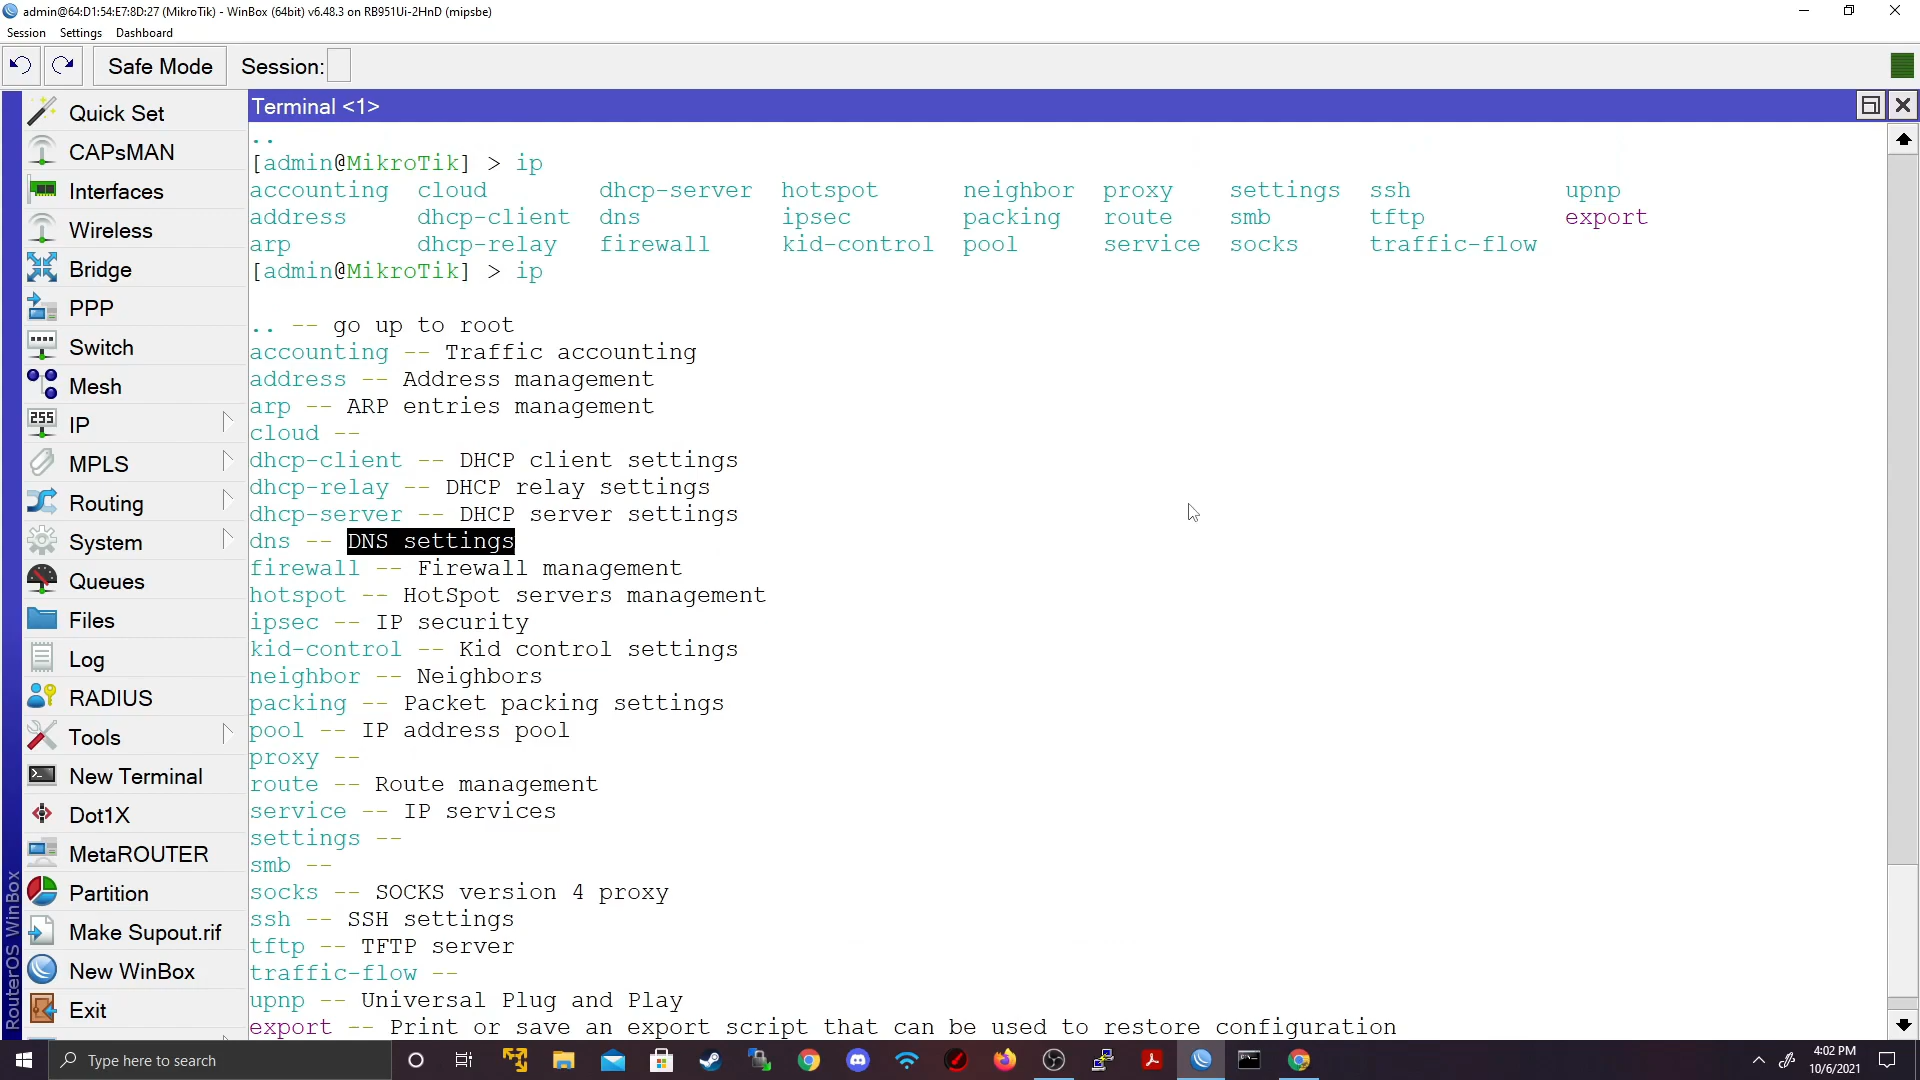 admin@64:D1:54:E7:8D:27 (MikroTik) - WinBox (64bit) v6.48.3 on RB951Ui-2HnD (mipsbe)
Session Settings Dashboard
Safe Mode Session:
Quick Set
CAPsMAN
Interfaces
Wireless
Bridge
PPP
Switch
Mesh
255
IP
MPLS
Routing
System
Queues
Files
Log
RADIUS
Tools
New Terminal
Dot1X
MetaROUTER
Partition
Make Supout.rif
New WinBox
Exit
RouterOS WinBox
Terminal <1>
..
[admin@MikroTik] > ip
accounting cloud dhcp-server hotspot neighbor proxy settings ssh upnp
address dhcp-client dns ipsec packing route smb tftp export
arp dhcp-relay firewall kid-control pool service socks traffic-flow
[admin@MikroTik] > ip
.. -- go up to root
accounting -- Traffic accounting
address -- Address management
arp -- ARP entries management
cloud --
dhcp-client -- DHCP client settings
dhcp-relay -- DHCP relay settings
dhcp-server -- DHCP server settings
dns -- DNS settings
firewall -- Firewall management
hotspot -- HotSpot servers management
ipsec -- IP security
kid-control -- Kid control settings
neighbor -- Neighbors
packing -- Packet packing settings
pool -- IP address pool
proxy --
route -- Route management
service -- IP services
settings --
smb --
socks -- SOCKS version 4 proxy
ssh -- SSH settings
tftp -- TFTP server
traffic-flow --
upnp -- Universal Plug and Play
export -- Print or save an export script that can be used to restore configuration
Type here to search
4:02 PM
10/6/2021